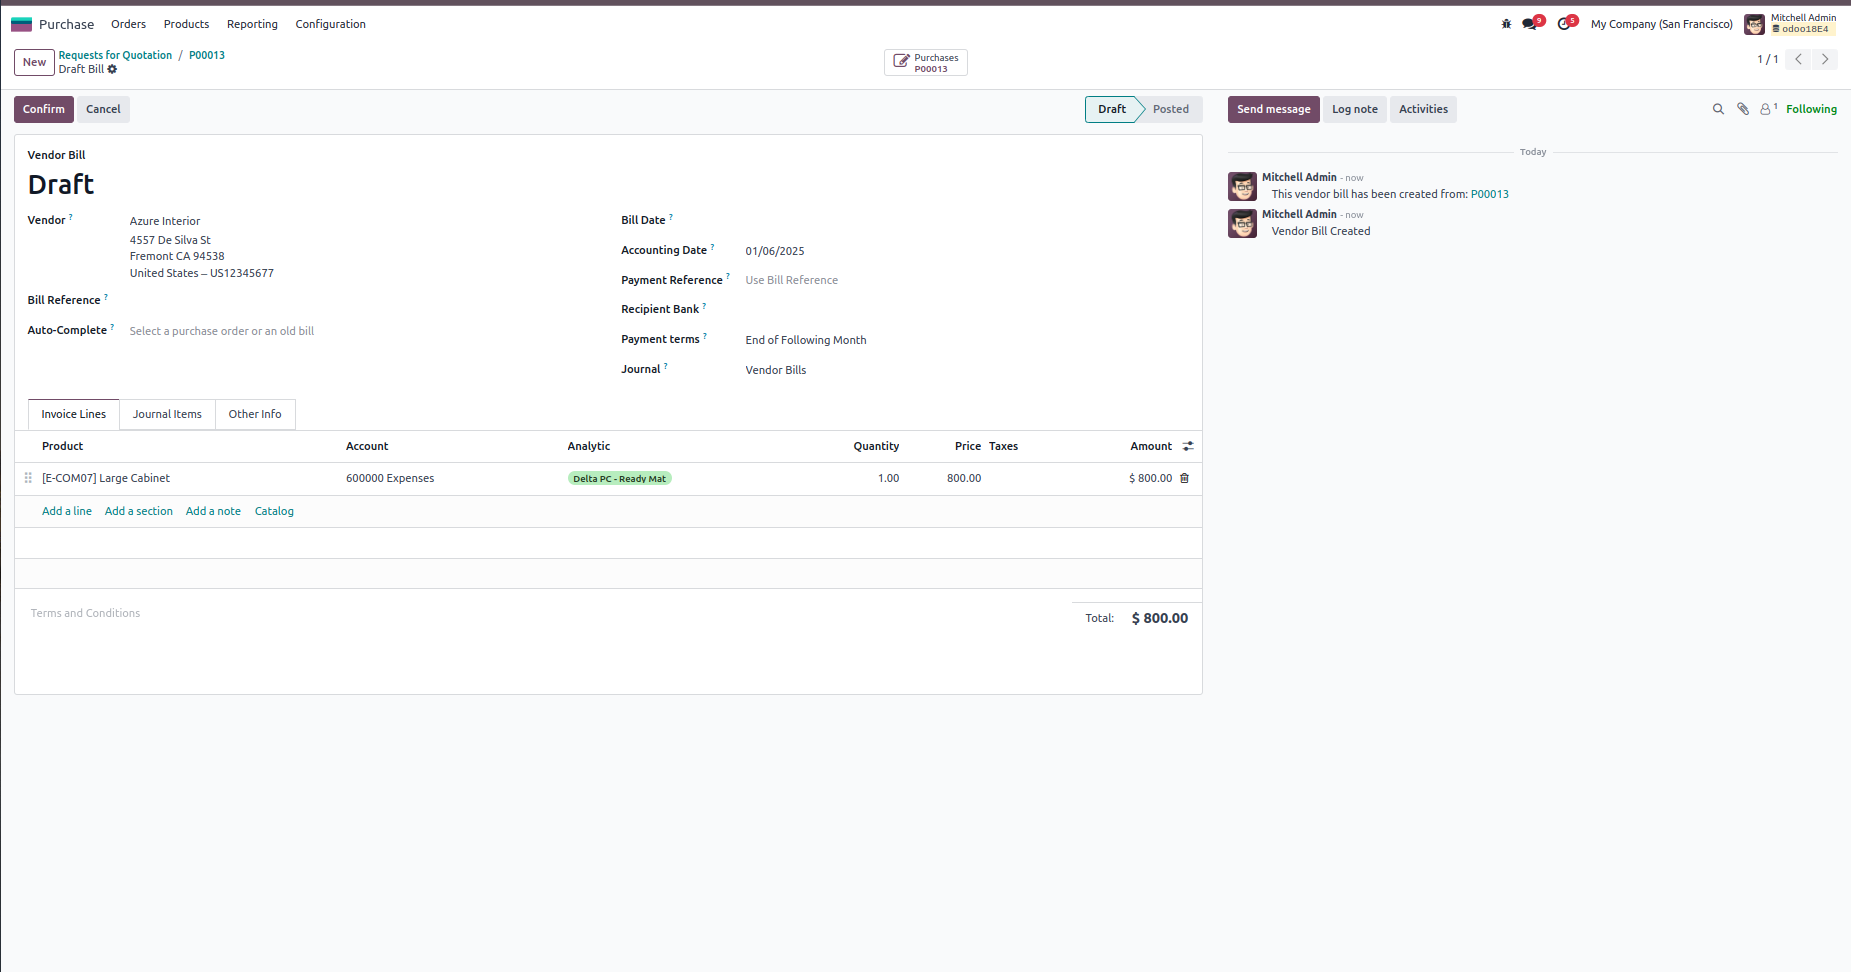 Purchase Orders Products Reporting Configuration 9 5 My Company (San Francisco) Mitchell Admin
odoo18E4
New Requests for Quotation / P00013
Draft Bill
Purchases
P00013
1 / 1
Confirm Cancel Draft Posted Send message Log note Activities 1 Following
Today
Vendor Bill
Draft
Mitchell Admin - now
This vendor bill has been created from: P00013
Mitchell Admin - now
Vendor Bill Created
Vendor ? Azure Interior
4557 De Silva St
Fremont CA 94538
United States – US12345677
Bill Reference ?
Auto-Complete ? Select a purchase order or an old bill
Bill Date ?
Accounting Date ? 01/06/2025
Payment Reference ? Use Bill Reference
Recipient Bank ?
Payment terms ? End of Following Month
Journal ? Vendor Bills
Invoice Lines Journal Items Other Info
Product Account Analytic Quantity Price Taxes Amount
[E-COM07] Large Cabinet 600000 Expenses Delta PC - Ready Mat 1.00 800.00 $ 800.00
Add a line Add a section Add a note Catalog
Terms and Conditions
Total: $ 800.00